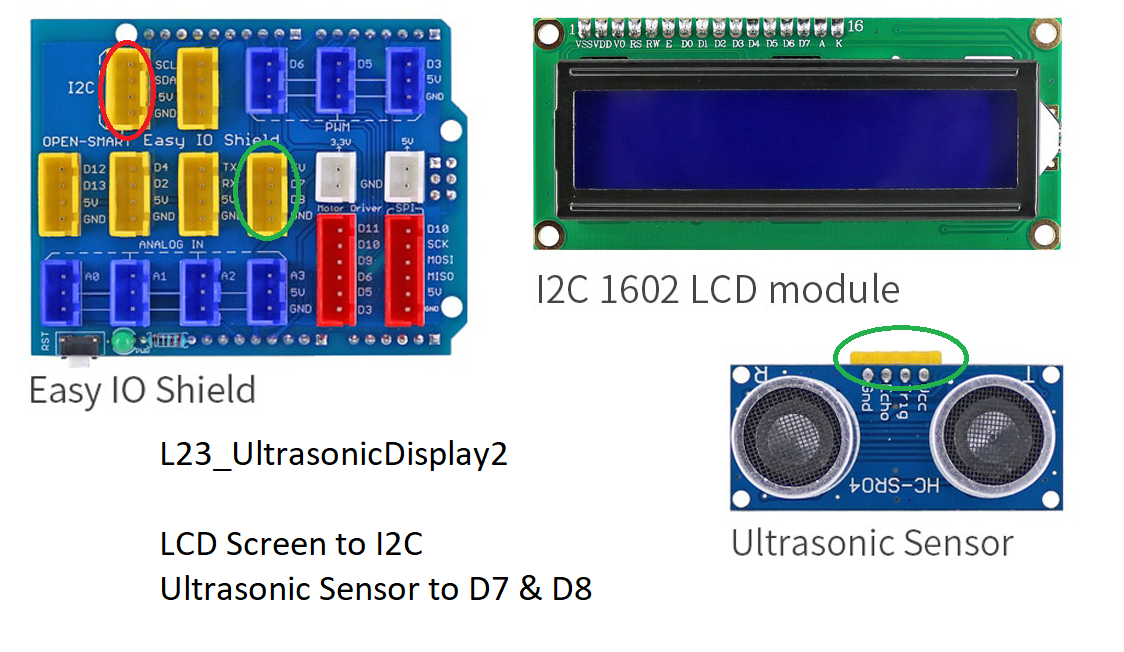 1
16
VSS VDD V0 RS RW E D0 D1 D2 D3 D4 D5 D6 D7 A K
I2C
SCL
SDA
5V
GND
D6
D5
D3
5V
GND
PWM
OPEN-SMART Easy IO Shield
3.3V
5V
D12
D13
5V
GND
D4
D2
5V
GND
TX
RX
5V
GND
5V
D7
D8
GND
GND
Motor Driver
SPI
ANALOG IN
A0
A1
A2
A3
5V
GND
D11
D10
D9
D6
D5
D3
D10
SCK
MOSI
MISO
5V
GND
RST
PWR
Easy IO Shield
I2C 1602 LCD module
R
T
Gnd
Echo
Trig
Vcc
HC-SR04
Ultrasonic Sensor
L23_UltrasonicDisplay2
LCD Screen to I2C
Ultrasonic Sensor to D7 & D8